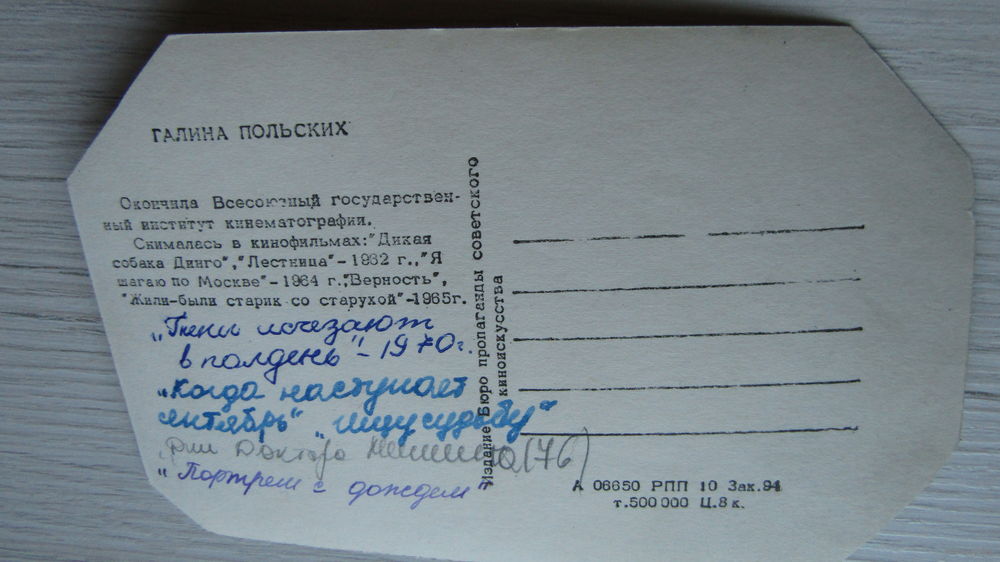 ГАЛИНА ПОЛЬСКИХ
Окончила Всесоюзный государствен-
ный институт кинематографии.
Снималась в кинофильмах:"Дикая
собака Динго","Лестница"-1962 г.,"Я
шагаю по Москве"-1964 г.,"Верность",
"Жили-были старик со старухой"-1965г.
„Тени исчезают
в полдень"-1970г.
„Когда наступает
сентябрь" „ищу судьбу"
Доктора (76)
"Портрет с дождем"
Издание Бюро пропаганды советского
киноискусства
А 06650 РПП 10 Зак.94
т.500 000 Ц.8 к.